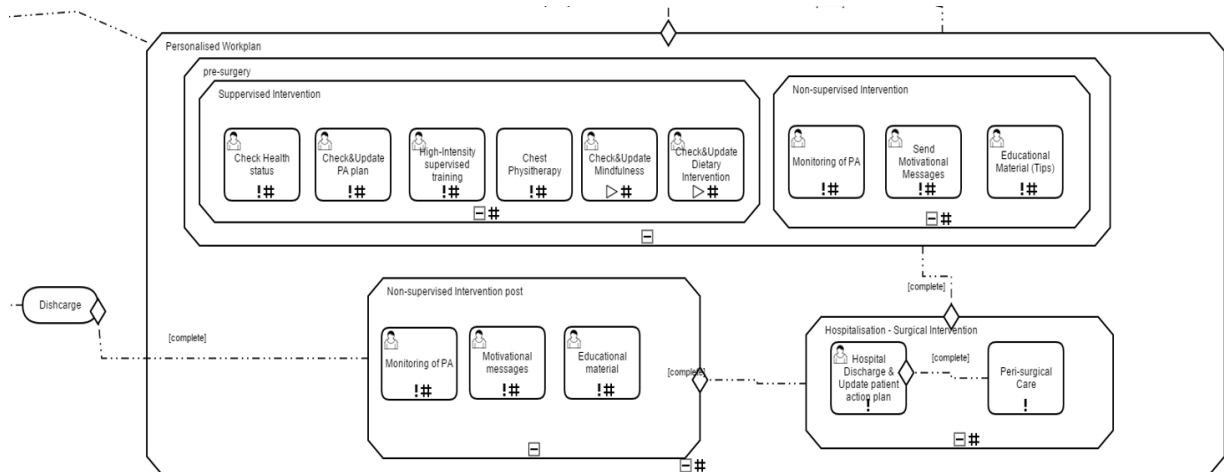 Personalised Workplan
pre-surgery
Suppervised Intervention
Check Health
status
!#
Check&Update
PA plan
!#
High-Intensity
supervised
training
!#
Chest
Physitherapy
!#
Check&Update
Mindfulness
#
Check&Update
Dietary
Intervention
#
#
Non-supervised Intervention
Monitoring of PA
!#
Send
Motivational
Messages
!#
Educational
Material (Tips)
!#
#
Dishcarge
[complete]
Non-supervised Intervention post
Monitoring of PA
!#
Motivational
messages
!#
Educational
material
!#
[complete]
[complete]
Hospitalisation - Surgical Intervention
Hospital
Discharge &
Update patient
action plan
!
[complete]
Peri-surgical
Care
!
#
#